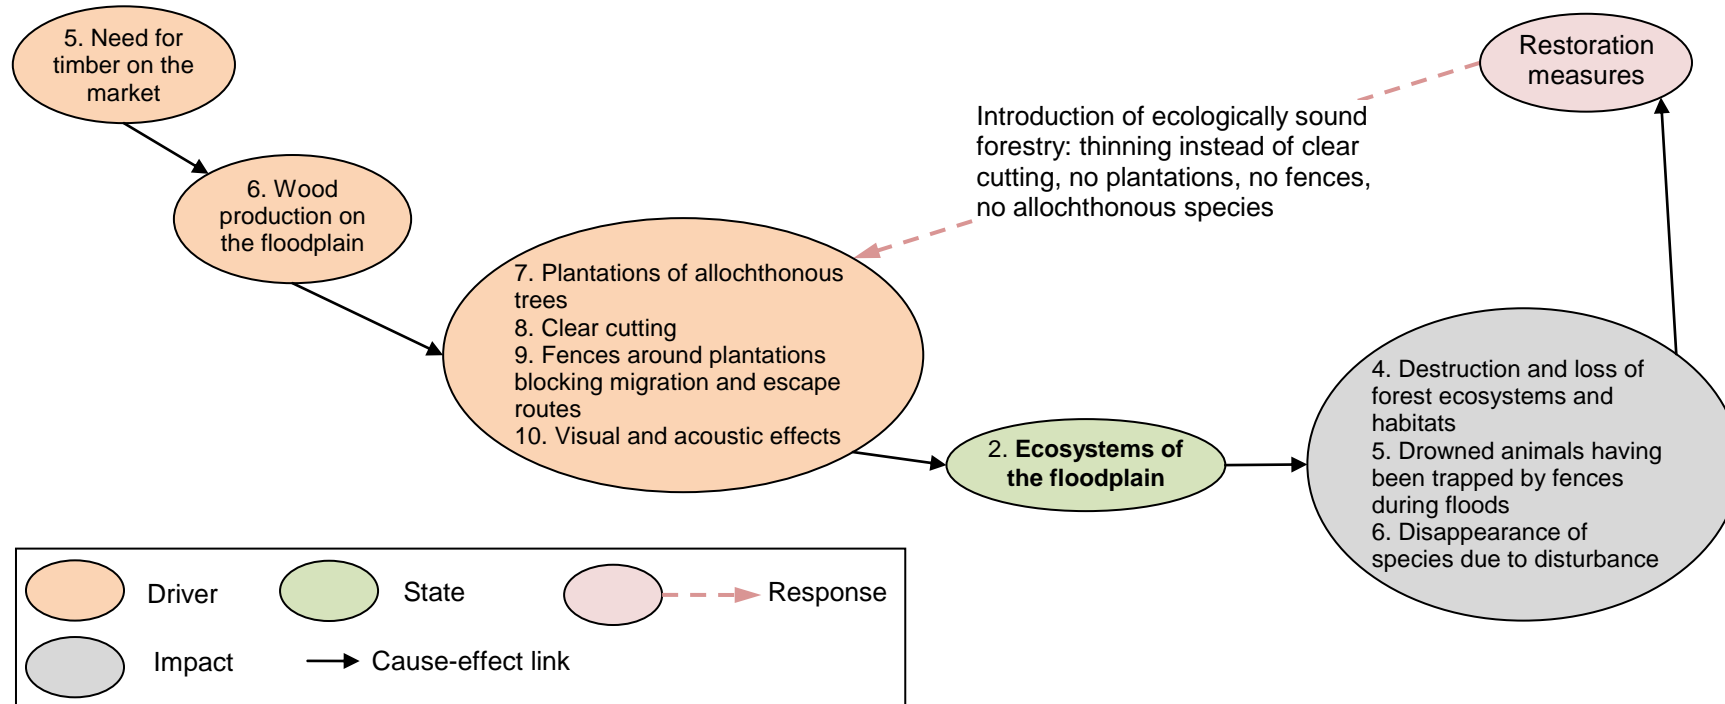 5. Need for
timber on the
market
Restoration
measures
Introduction of ecologically sound
forestry: thinning instead of clear
cutting, no plantations, no fences,
no allochthonous species
6. Wood
production on
the floodplain
7. Plantations of allochthonous
trees
8. Clear cutting
9. Fences around plantations
blocking migration and escape
routes
10. Visual and acoustic effects
2. Ecosystems of
the floodplain
4. Destruction and loss of
forest ecosystems and
habitats
5. Drowned animals having
been trapped by fences
during floods
6. Disappearance of
species due to disturbance
Driver
State
Response
Impact
Cause-effect link